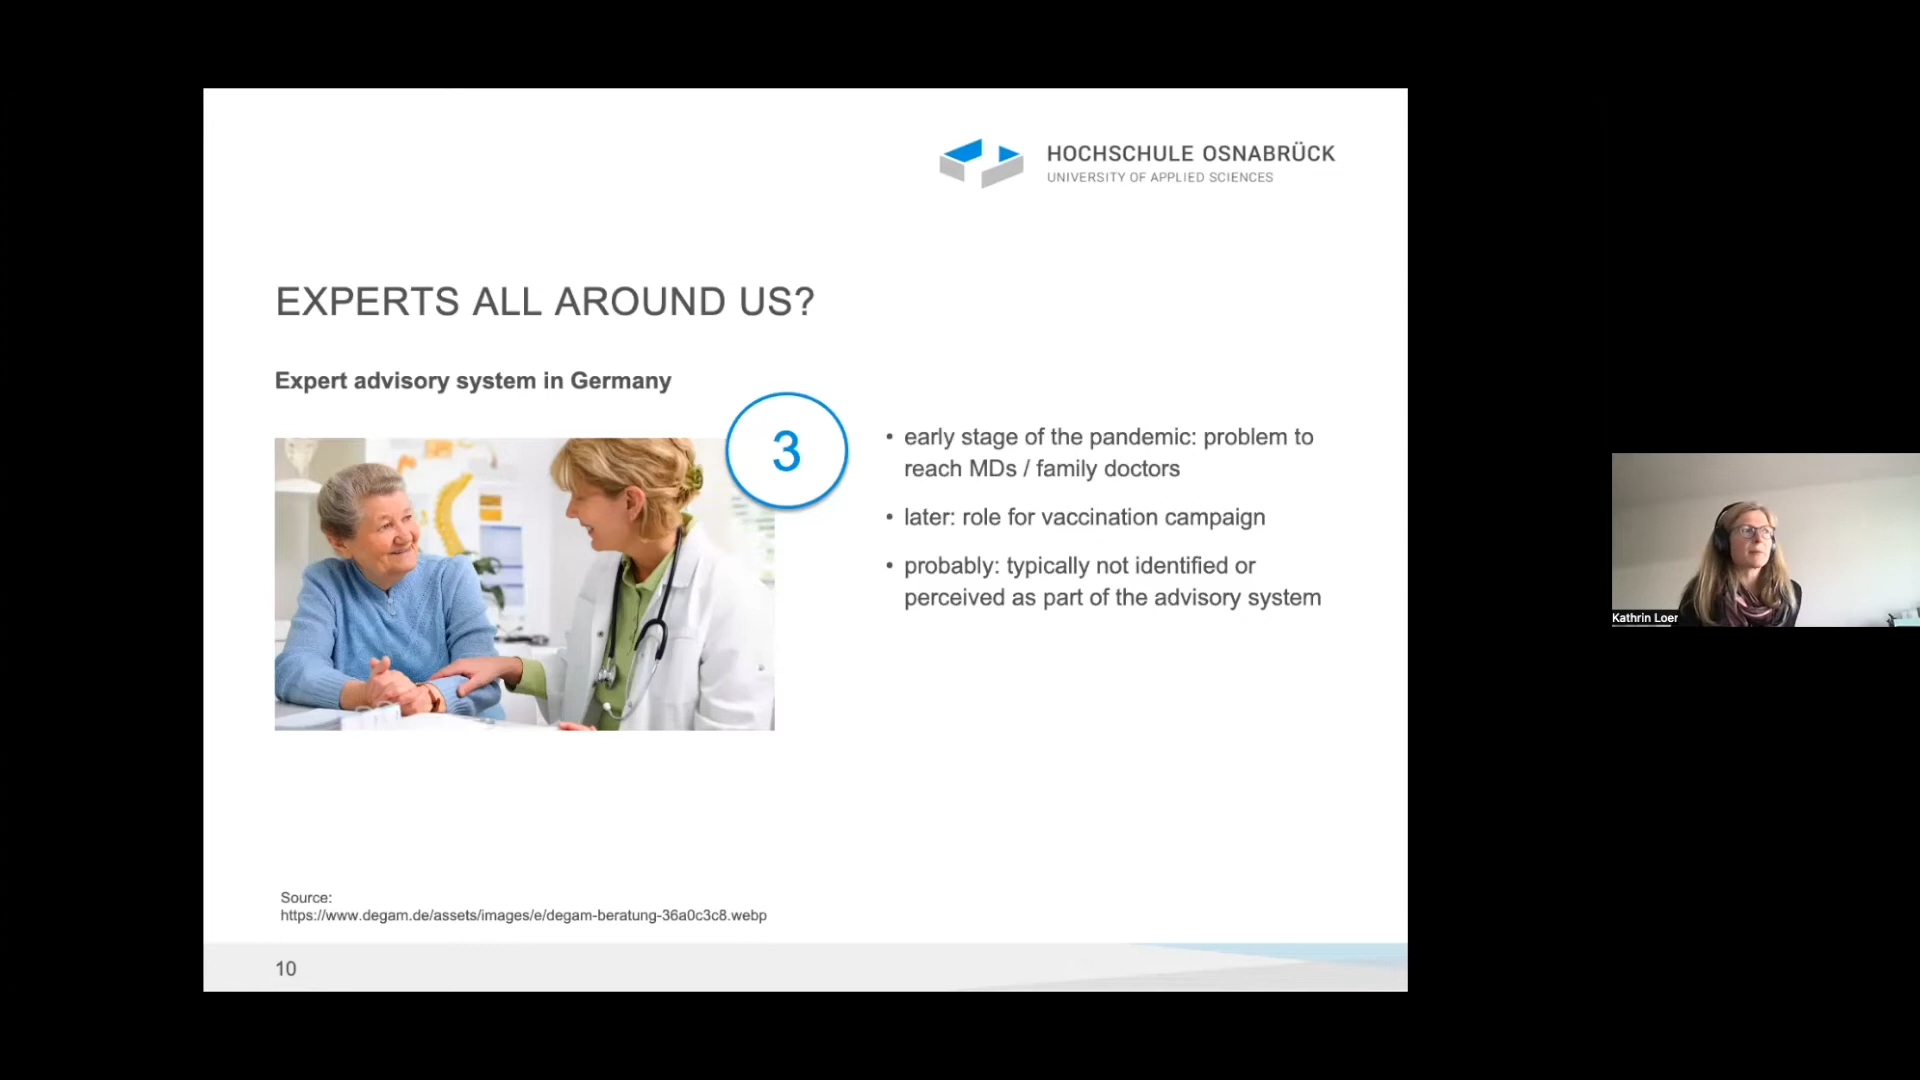 HOCHSCHULE OSNABRÜCK
UNIVERSITY OF APPLIED SCIENCES
EXPERTS ALL AROUND US?
Expert advisory system in Germany
3
• early stage of the pandemic: problem to
reach MDs / family doctors
• later: role for vaccination campaign
• probably: typically not identified or
perceived as part of the advisory system
Kathrin Loer
Source:
https://www.degam.de/assets/images/e/degam-beratung-36a0c3c8.webp
10